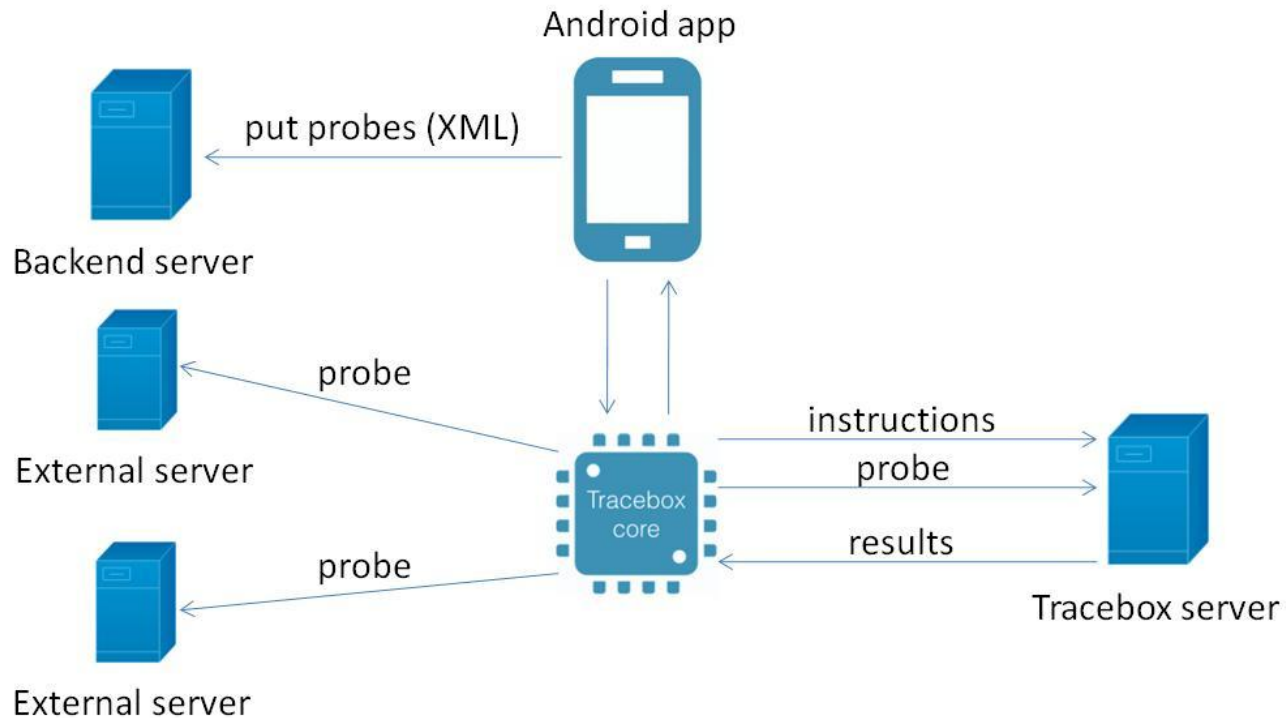 Android app
put probes (XML)
Backend server
probe
External server
instructions
probe
results
Tracebox
core
Tracebox server
probe
External server